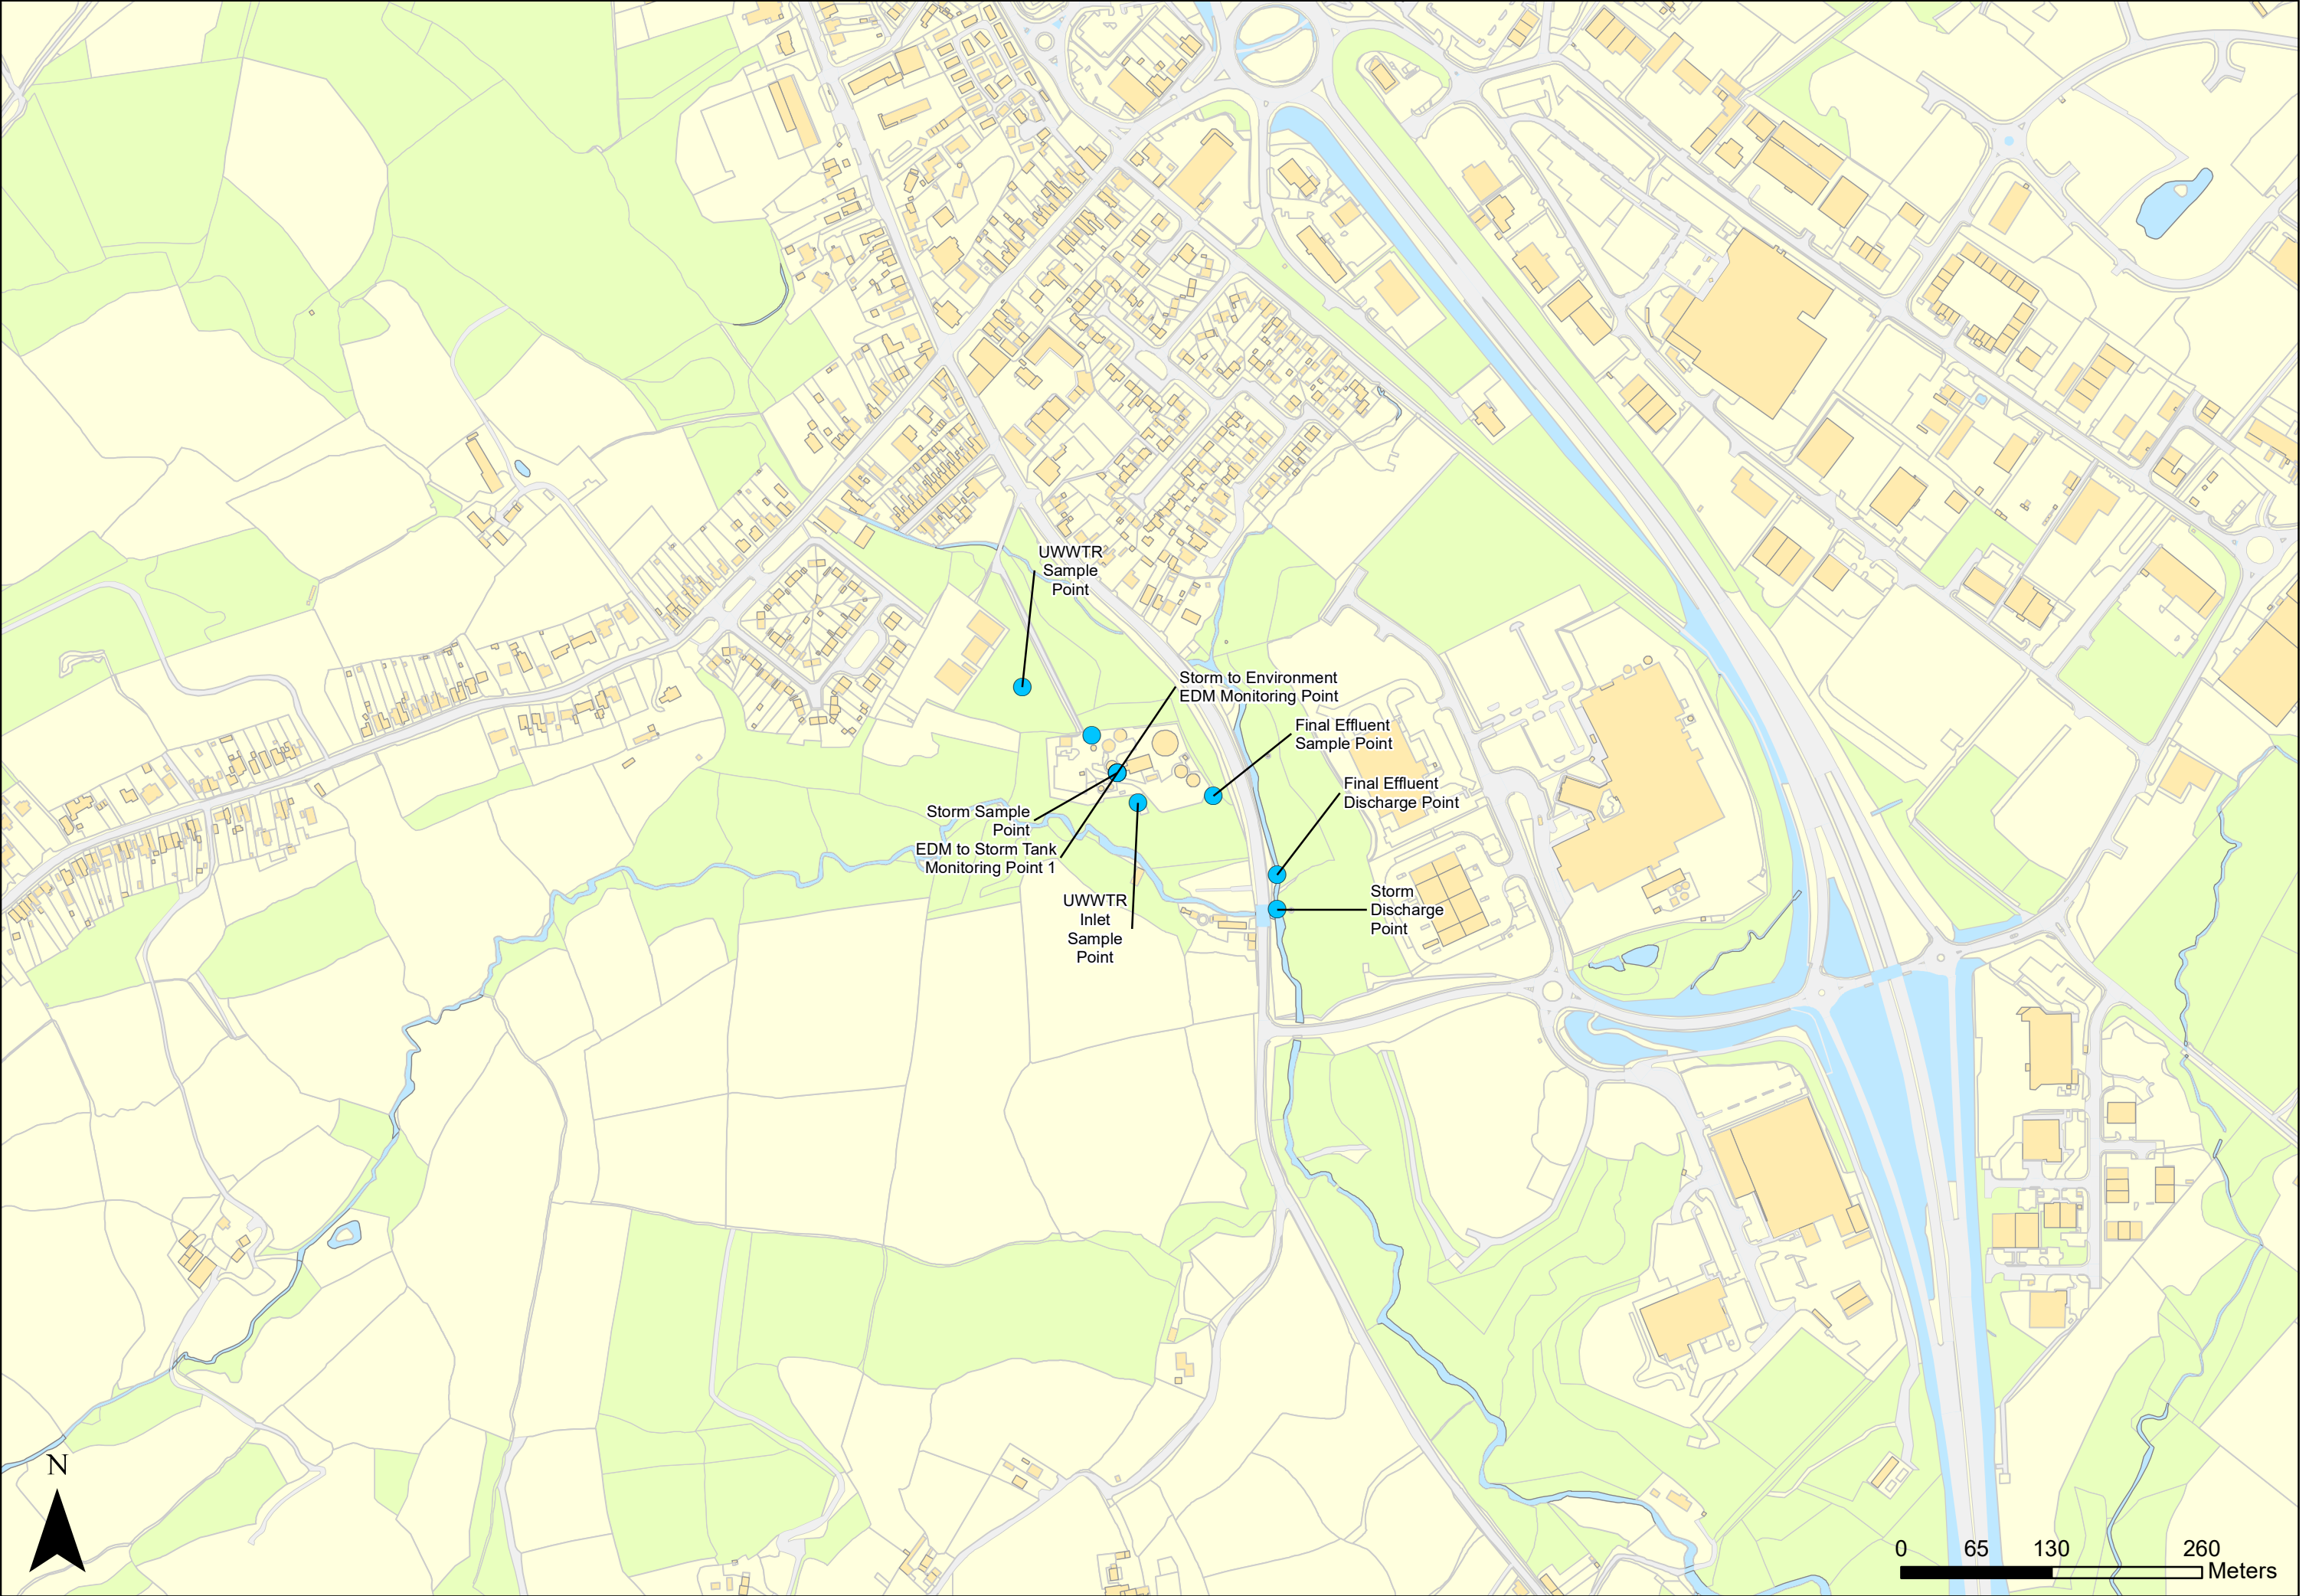 UWWTR
Sample
Point
Storm to Environment
EDM Monitoring Point
Final Effluent
Sample Point
Final Effluent
Discharge Point
Storm Sample
Point
EDM to Storm Tank
Monitoring Point 1
UWWTR
Inlet
Sample
Point
Storm
Discharge
Point
N
0 65 130 260
Meters